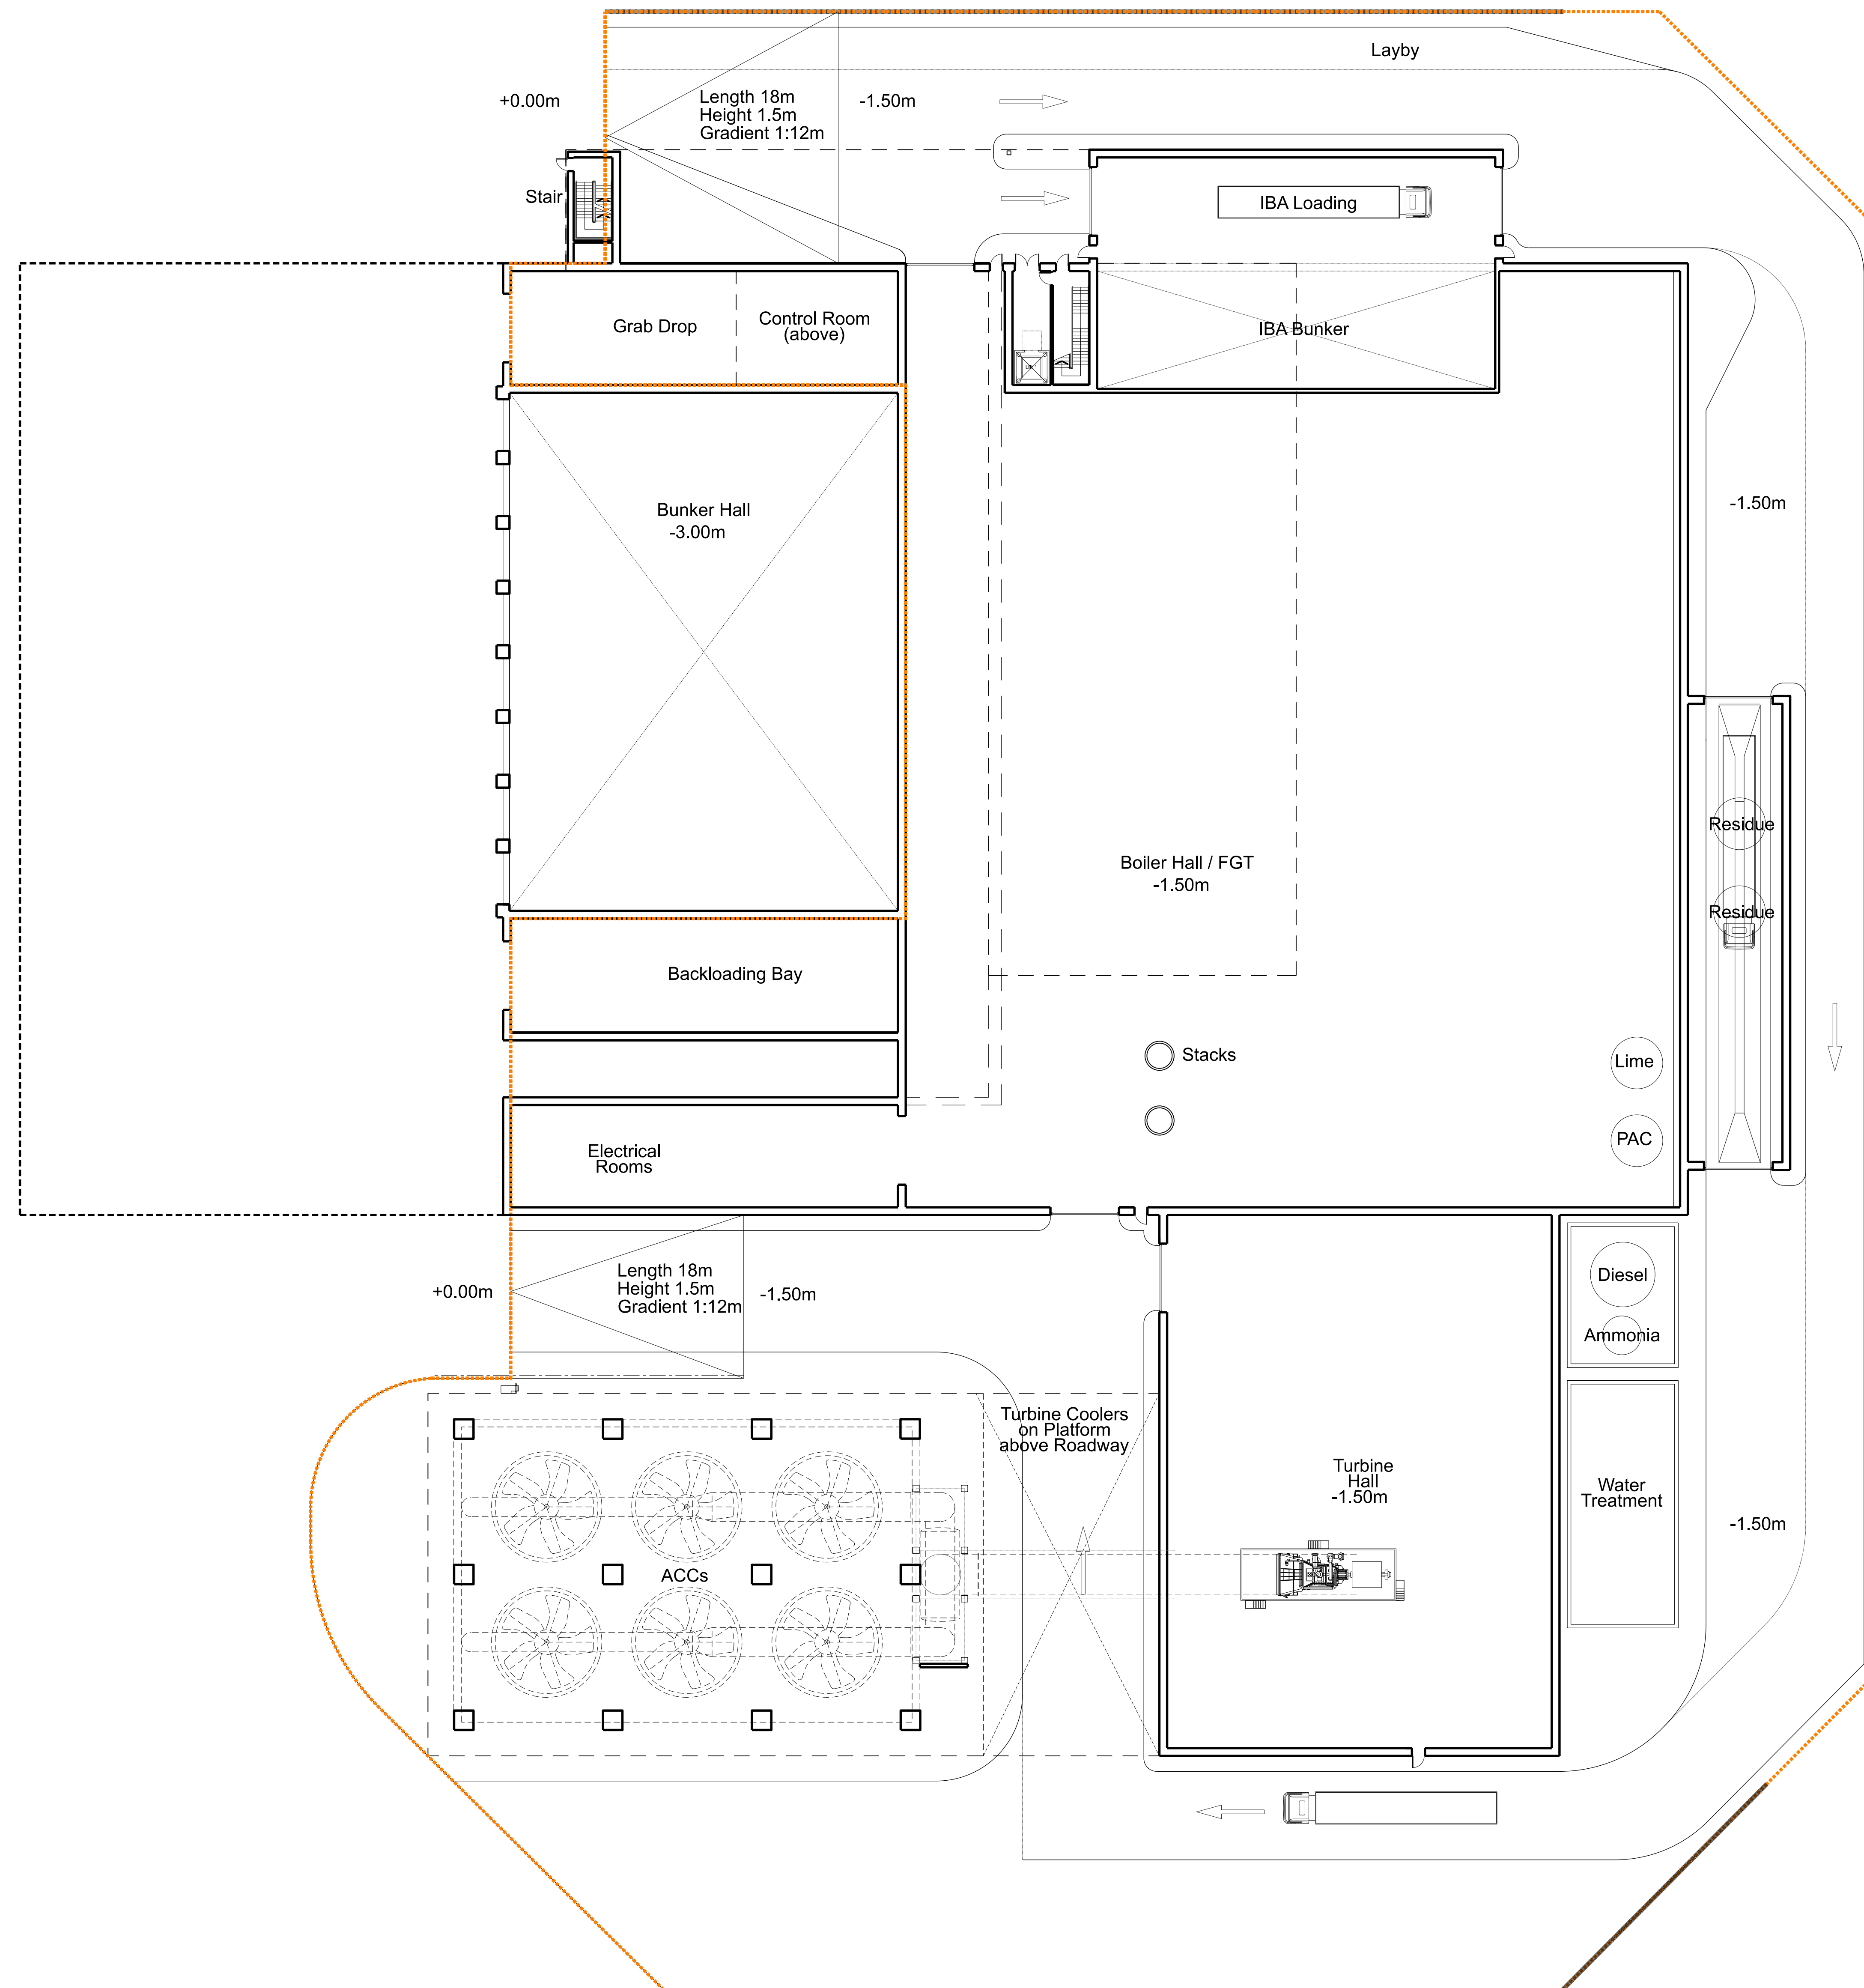 Layby
+0.00m
Length 18m
Height 1.5m
Gradient 1:12m
-1.50m
Stair
IBA Loading
Grab Drop
Control Room
(above)
IBA Bunker
Bunker Hall
-3.00m
-1.50m
Residue
Boiler Hall / FGT
-1.50m
Residue
Backloading Bay
Stacks
Lime
PAC
Electrical
Rooms
+0.00m
Length 18m
Height 1.5m
Gradient 1:12m
-1.50m
Diesel
Ammonia
Turbine Coolers
on Platform
above Roadway
Turbine
Hall
-1.50m
Water
Treatment
-1.50m
ACCs